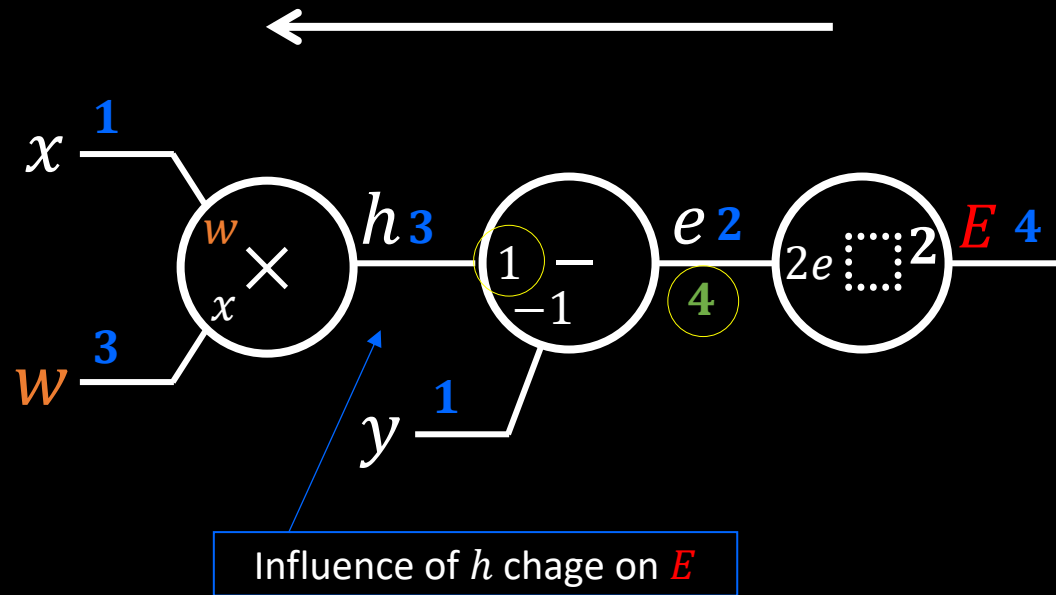 x 1
w
x
×
w 3
h 3
1 −
−1
y 1
e 2
4
2e 2
E 4
Influence of h chage on E